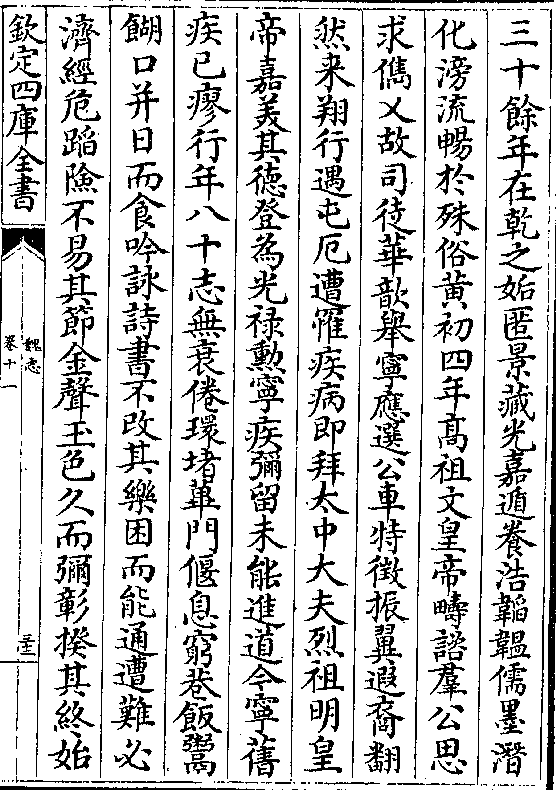 三十餘年在乾之姤匿景藏光嘉遁養浩韜韞儒墨潛
化滂流暢於殊俗黃初四年髙祖文皇帝疇諮羣公思
求儁乂故司徒華歆舉寧應選公車特徵振翼遐裔翻
然来翔行遇屯厄遭罹疾病即拜太中大夫烈祖明皇
帝嘉美其德登為光禄勲寧疾彌留未能進道今寧舊
疾已瘳行年八十志無衰倦環堵蓽門偃息窮巷飯鬻
餬口并日而食吟詠詩書不改其樂困而能通遭難必
濟經危蹈險不易其節金聲玉色久而彌彰揆其終始
欽定四庫全書
魏志
卷十一
三十三